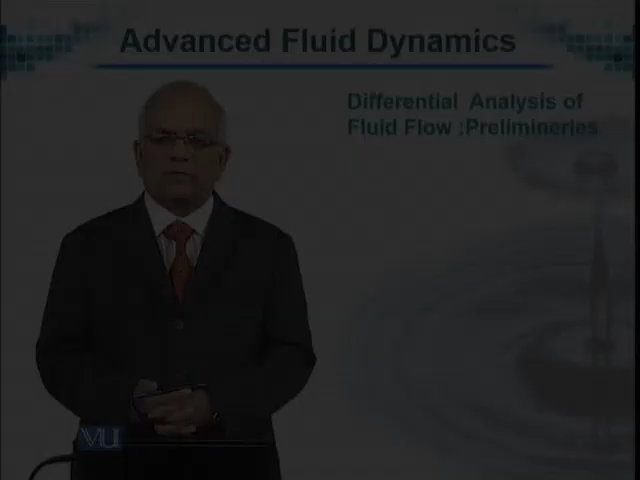 Advanced Fluid Dynamics
Differential Analysis of
Fluid Flow :Prelimineries
VU